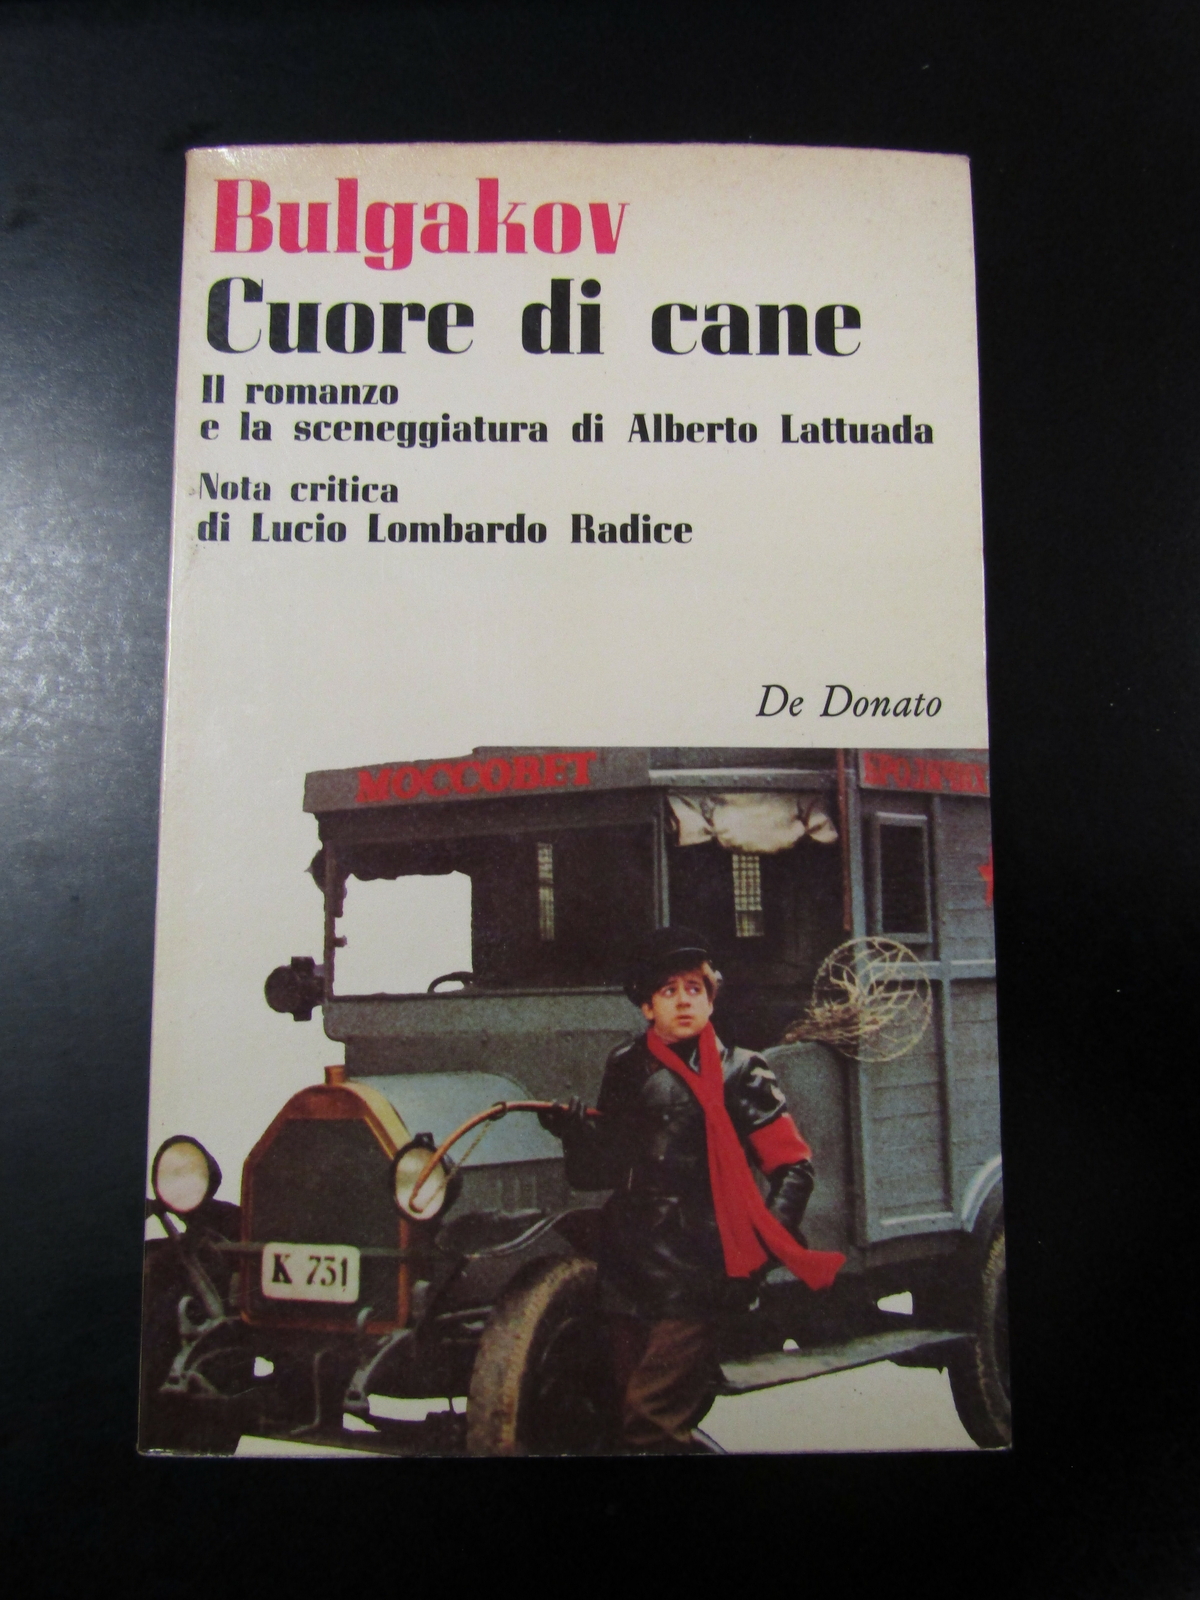 Bulgakov
Cuore di cane
Il romanzo
e la sceneggiatura di Alberto Lattuada
Nota critica
di Lucio Lombardo Radice
De Donato
МОССОВЕТ
K 731